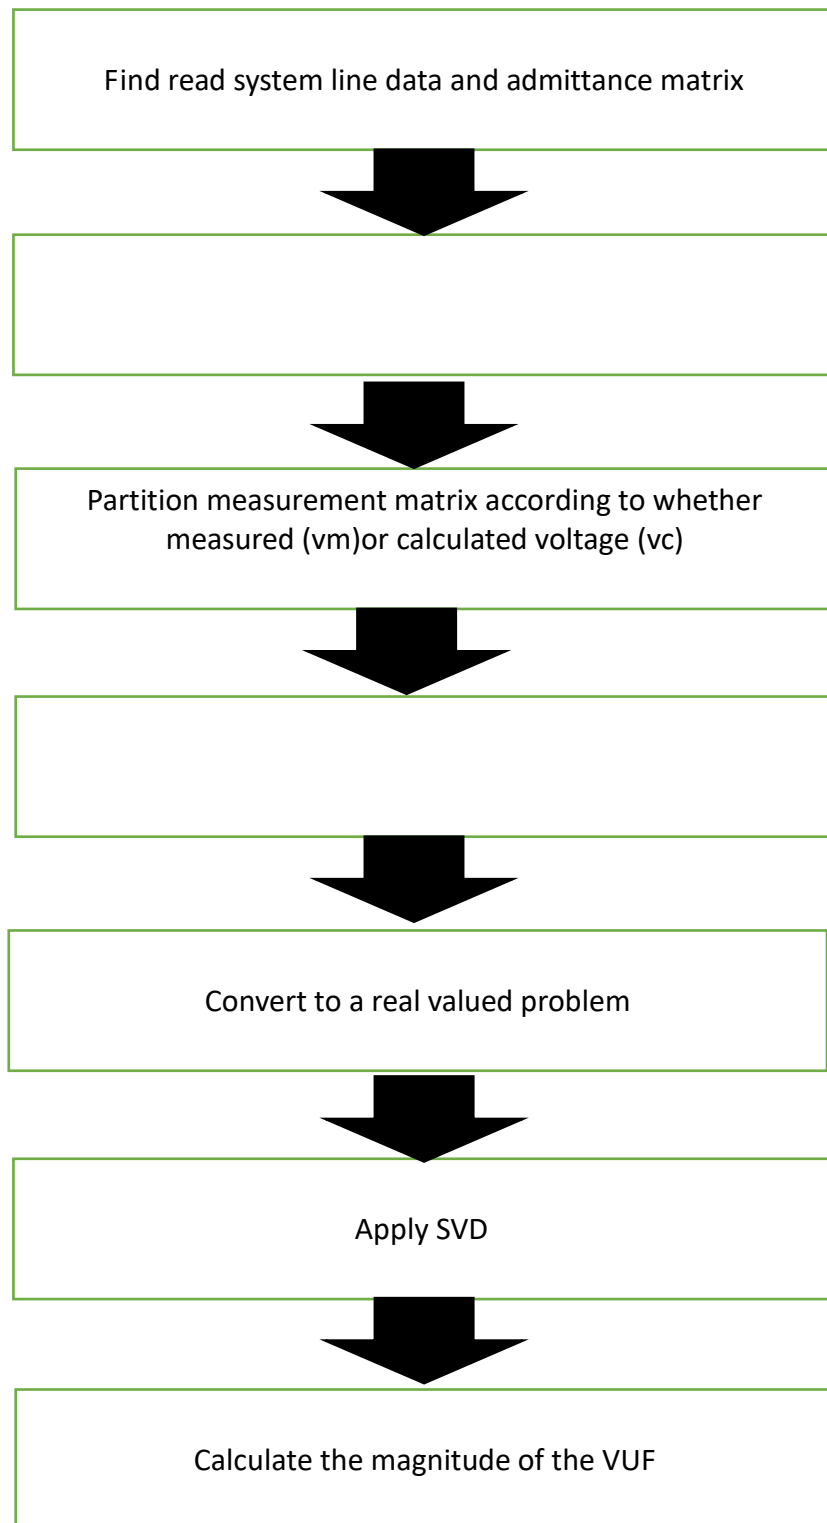 Find read system line data and admittance matrix
Partition measurement matrix according to whether
measured (vm)or calculated voltage (vc)
Convert to a real valued problem
Apply SVD
Calculate the magnitude of the VUF